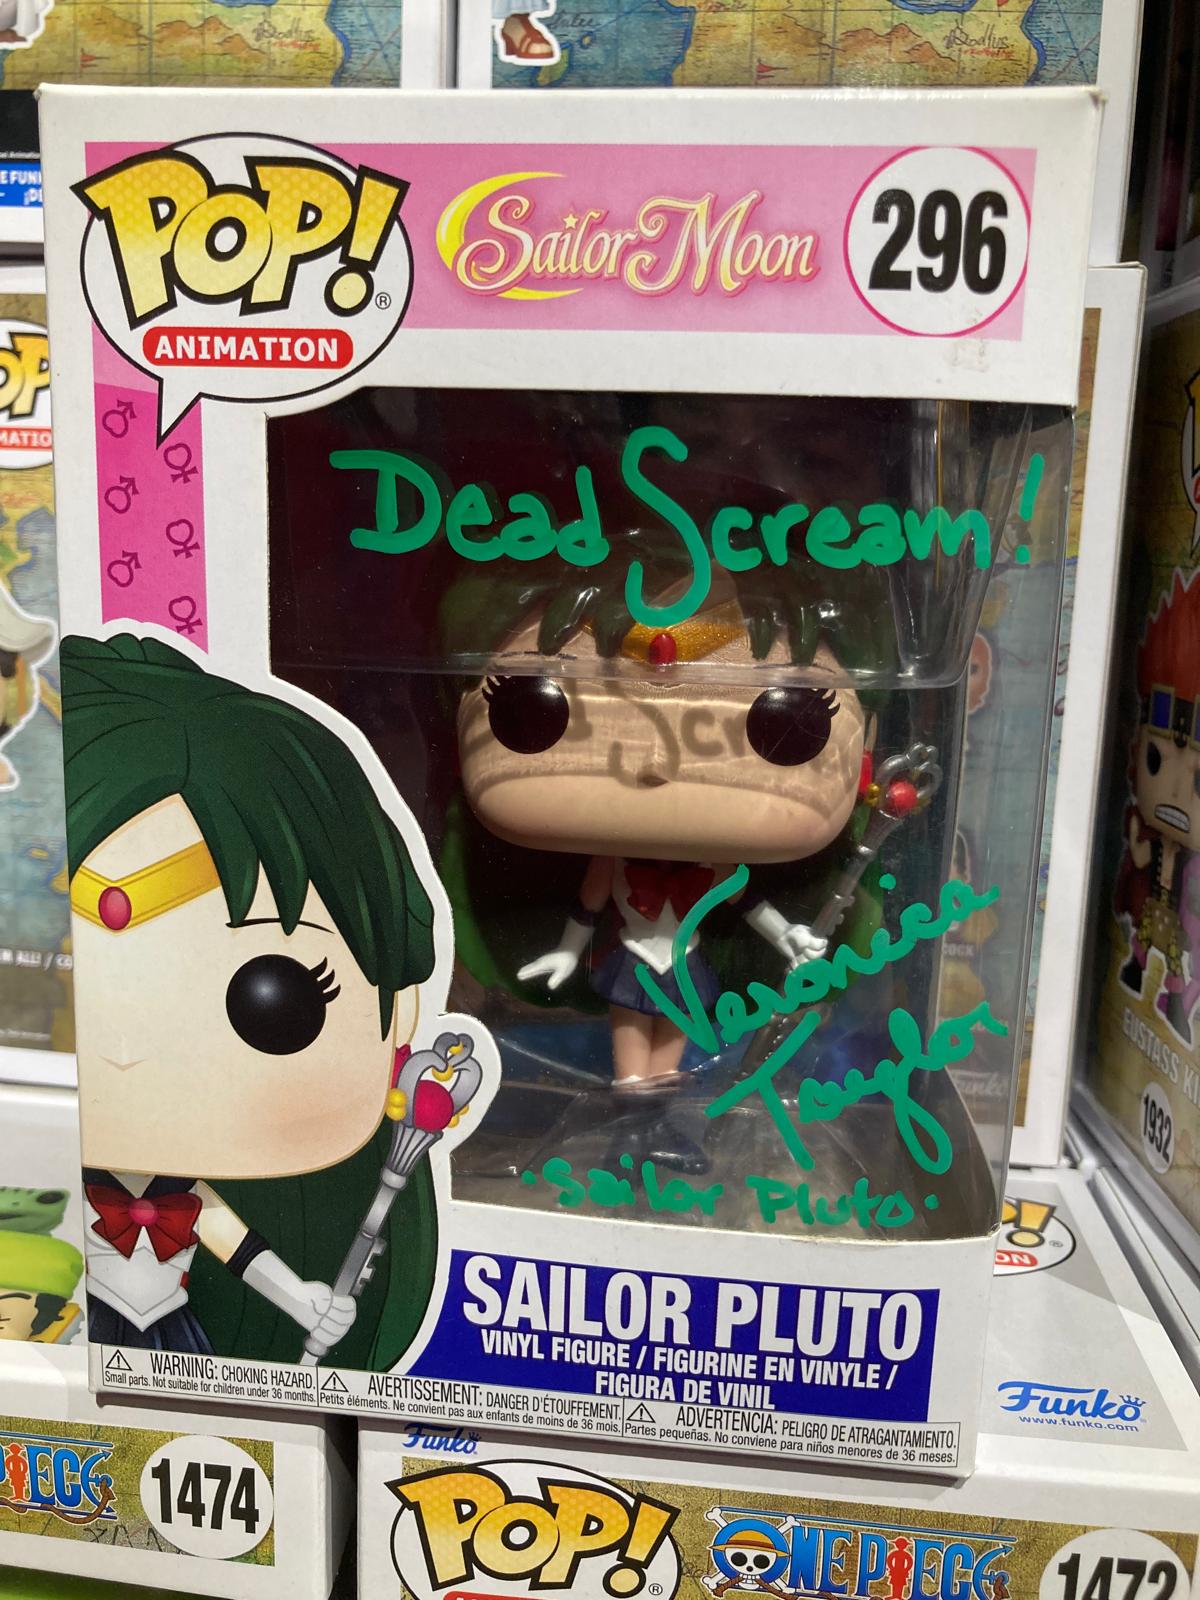 POP!
®
ANIMATION
Sailor Moon
296
Dead Scream!
Veronica
Taylor
·Sailor Pluto·
SAILOR PLUTO
VINYL FIGURE / FIGURINE EN VINYLE /
FIGURA DE VINIL
WARNING: CHOKING HAZARD.
Small parts. Not suitable for children under 36 months.
AVERTISSEMENT: DANGER D'ÉTOUFFEMENT.
Petits éléments. Ne convient pas aux enfants de moins de 36 mois.
ADVERTENCIA: PELIGRO DE ATRAGANTAMIENTO.
Partes pequeñas. No conviene para niños menores de 36 meses.
EUSTASS
1932
Funko
www.funko.com
Funko
1474
POP!
®
ONE PIECE
1472